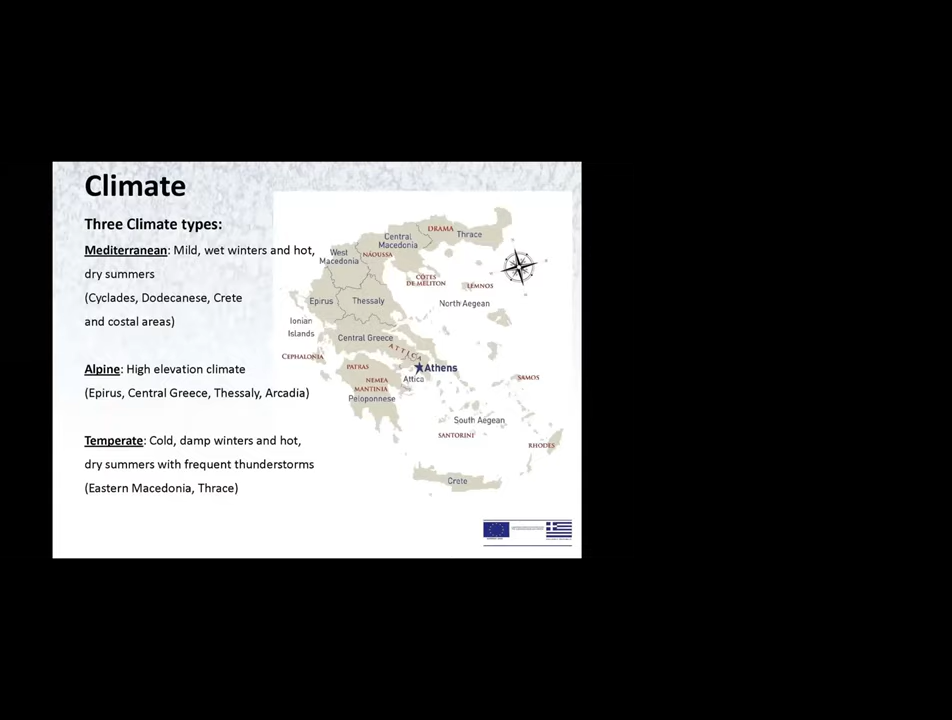 Climate
Three Climate types:
Mediterranean: Mild, wet winters and hot,
dry summers
(Cyclades, Dodecanese, Crete
and costal areas)
Alpine: High elevation climate
(Epirus, Central Greece, Thessaly, Arcadia)
Temperate: Cold, damp winters and hot,
dry summers with frequent thunderstorms
(Eastern Macedonia, Thrace)
DRAMA
Thrace
Central
Macedonia
West
Macedonia
NAOUSSA
CÔTES
DE MELITON
LEMNOS
Epirus
Thessaly
North Aegean
Ionian
Islands
Central Greece
ATTICA
CEPHALONIA
PATRAS
Athens
Attica
NEMEA
MANTINIA
Peloponnese
SAMOS
South Aegean
SANTORINI
RHODES
Crete